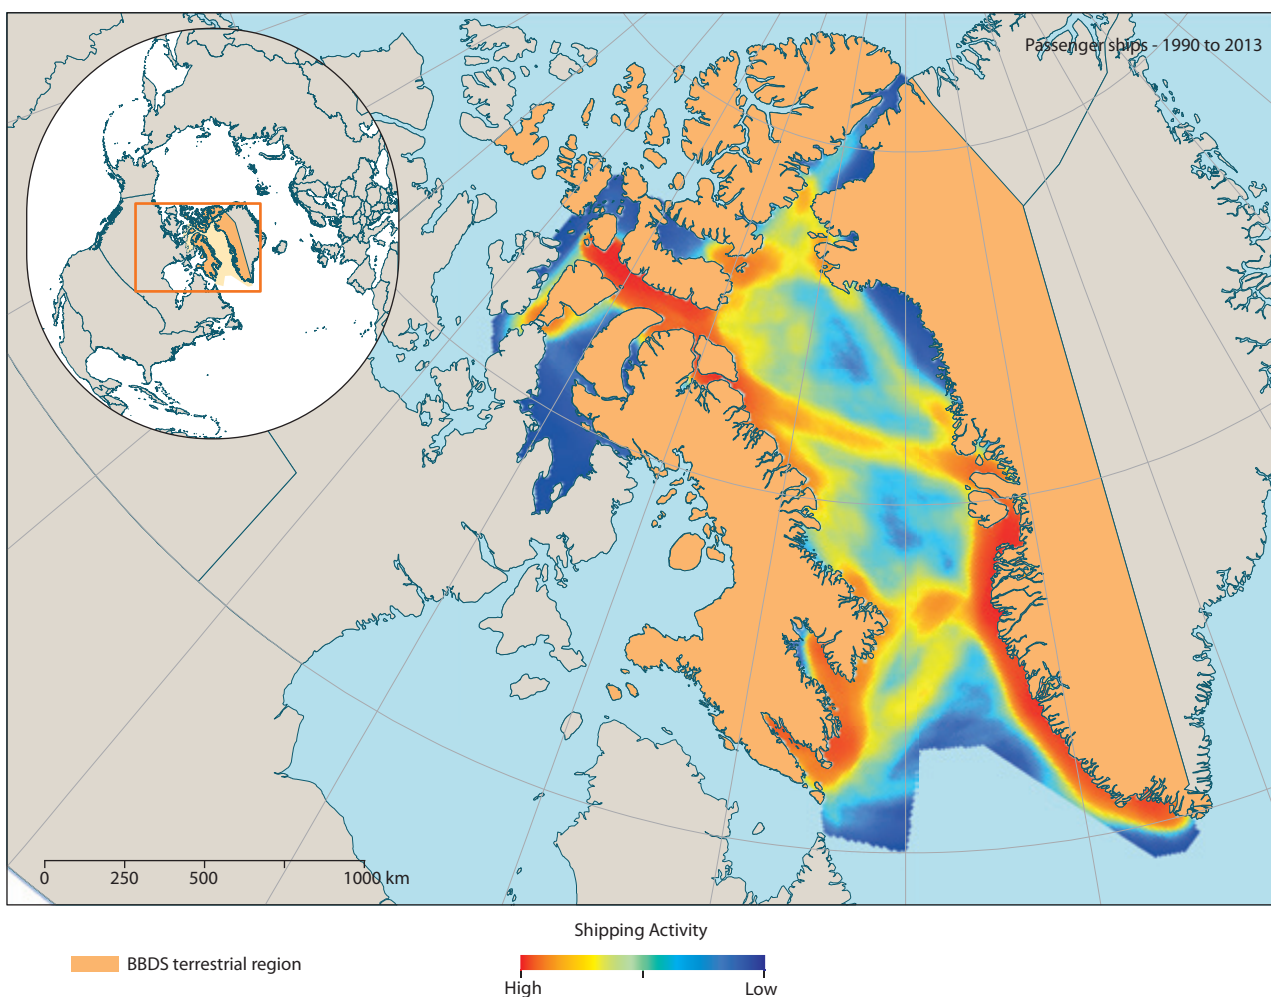 Passenger ships - 1990 to 2013
0 250 500 1000 km
Shipping Activity
BBDS terrestrial region
High Low